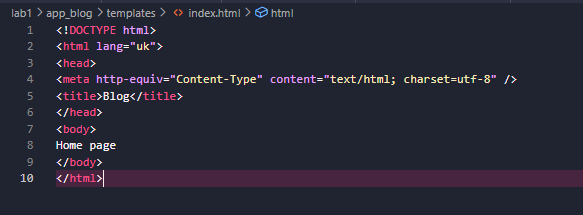 lab1 > app_blog > templates > <> index.html > html
1 <!DOCTYPE html>
2 <html lang="uk">
3 <head>
4 <meta http-equiv="Content-Type" content="text/html; charset=utf-8" />
5 <title>Blog</title>
6 </head>
7 <body>
8 Home page
9 </body>
10 </html>